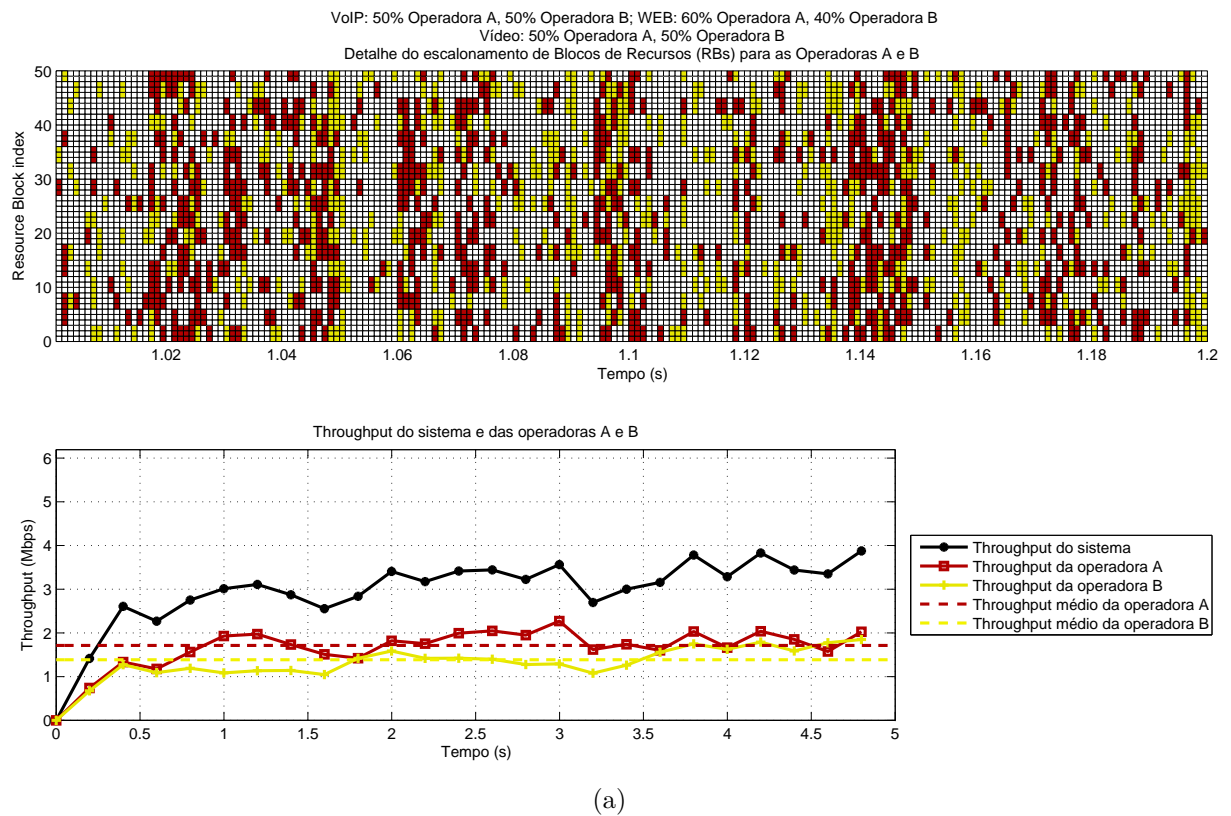 VoIP: 50% Operadora A, 50% Operadora B; WEB: 60% Operadora A, 40% Operadora B
Vídeo: 50% Operadora A, 50% Operadora B
Detalhe do escalonamento de Blocos de Recursos (RBs) para as Operadoras A e B
50
40
30
20
10
0
Resource Block index
1.02 1.04 1.06 1.08 1.1 1.12 1.14 1.16 1.18 1.2
Tempo (s)
Throughput do sistema e das operadoras A e B
6
5
4
3
2
1
0
Throughput (Mbps)
0 0.5 1 1.5 2 2.5 3 3.5 4 4.5 5
Tempo (s)
Throughput do sistema
Throughput da operadora A
Throughput da operadora B
Throughput médio da operadora A
Throughput médio da operadora B
(a)